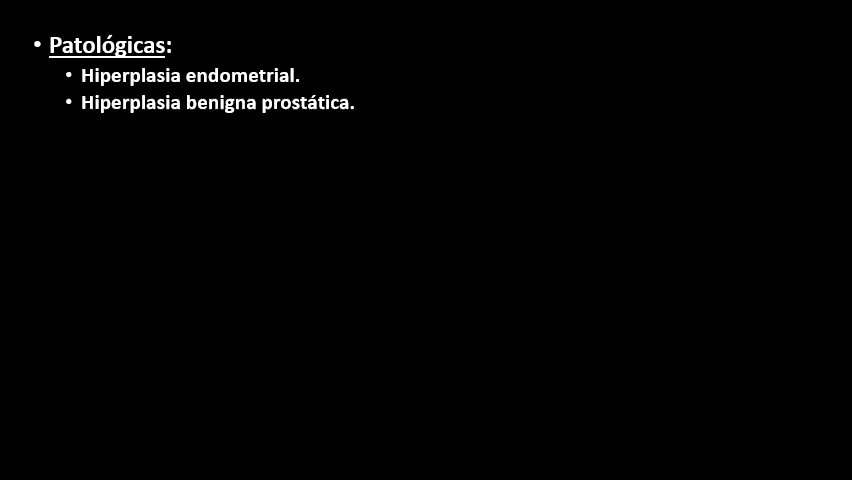 • Patológicas:
• Hiperplasia endometrial.
• Hiperplasia benigna prostática.